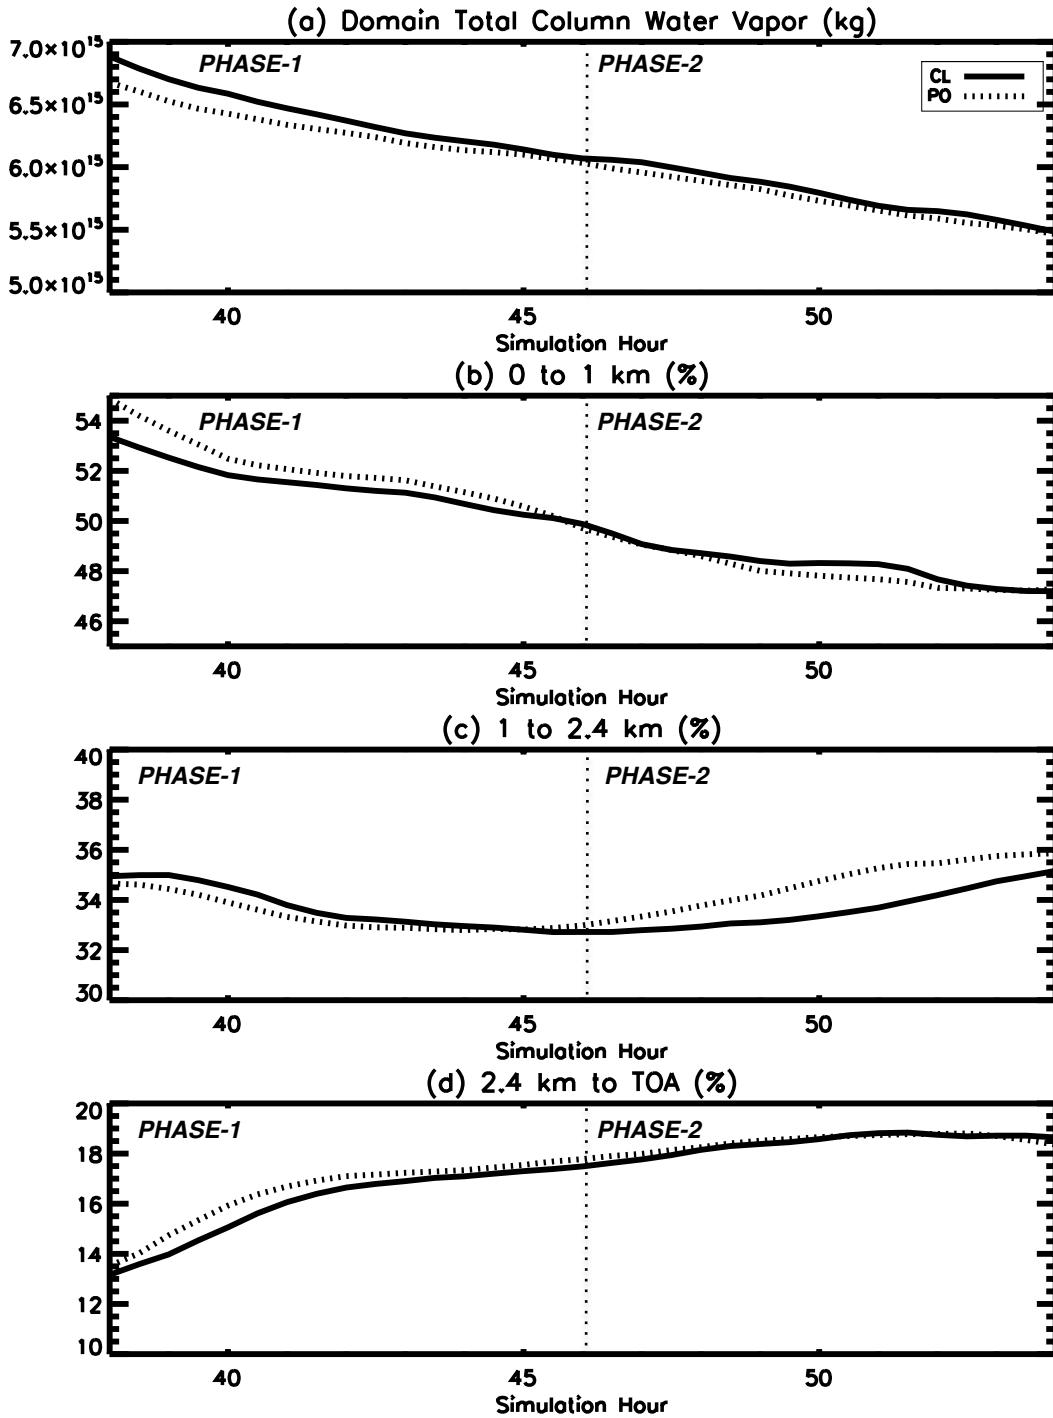 (a) Domain Total Column Water Vapor (kg)
7.0×10¹⁵
PHASE-1
PHASE-2
CL
PO
6.5×10¹⁵
6.0×10¹⁵
5.5×10¹⁵
5.0×10¹⁵
40
45
50
Simulation Hour
(b) 0 to 1 km (%)
54
PHASE-1
PHASE-2
52
50
48
46
40
45
50
Simulation Hour
(c) 1 to 2.4 km (%)
40
PHASE-1
PHASE-2
38
36
34
32
30
40
45
50
Simulation Hour
(d) 2.4 km to TOA (%)
20
PHASE-1
PHASE-2
18
16
14
12
10
40
45
50
Simulation Hour